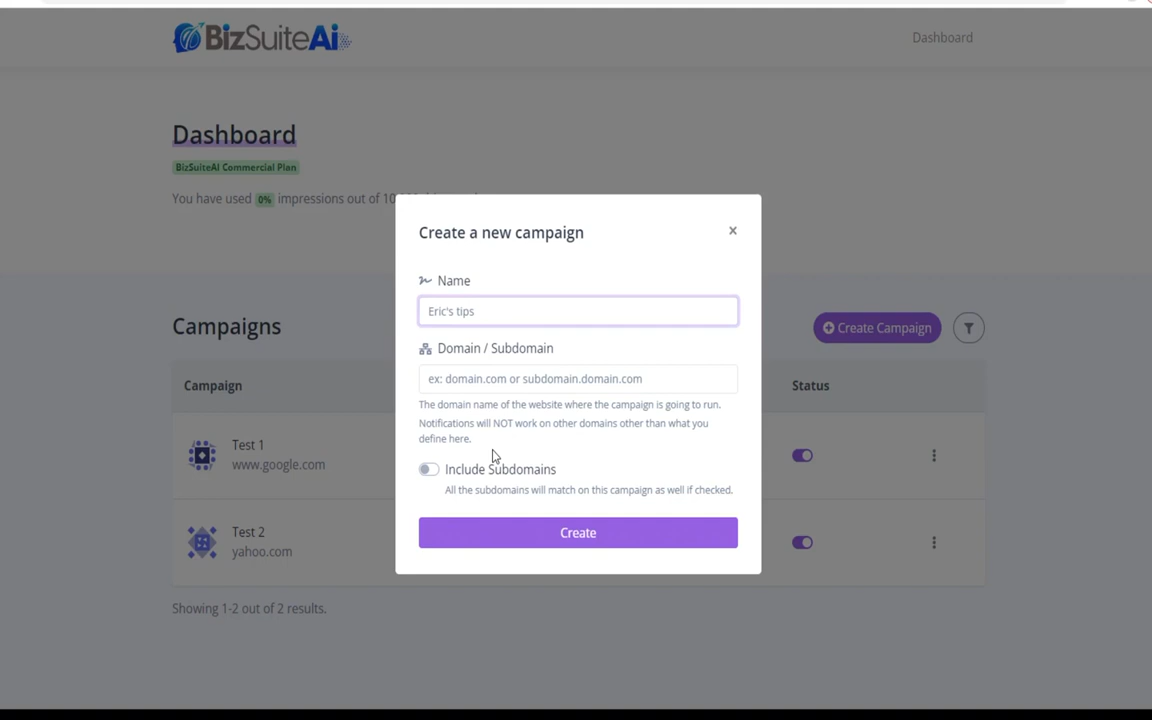 BizSuiteAi
Dashboard
Dashboard
BizSuiteAI Commercial Plan
You have used 0% impressions out of 10
Create a new campaign
×
Name
Eric's tips
Domain / Subdomain
ex: domain.com or subdomain.domain.com
The domain name of the website where the campaign is going to run.
Notifications will NOT work on other domains other than what you
define here.
Include Subdomains
All the subdomains will match on this campaign as well if checked.
Create
Campaigns
Create Campaign
Campaign
Status
Test 1
www.google.com
Test 2
yahoo.com
Showing 1-2 out of 2 results.